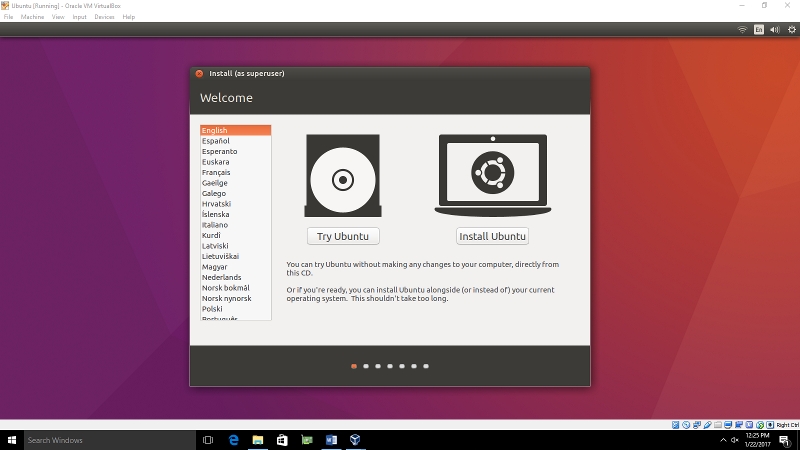 Ubuntu [Running] - Oracle VM VirtualBox
File Machine View Input Devices Help
En
Install (as superuser)
Welcome
English
Español
Esperanto
Euskara
Français
Gaeilge
Galego
Hrvatski
Íslenska
Italiano
Kurdî
Latviski
Lietuviškai
Magyar
Nederlands
Norsk bokmål
Norsk nynorsk
Polski
Português
Try Ubuntu
Install Ubuntu
You can try Ubuntu without making any changes to your computer, directly from
this CD.
Or if you're ready, you can install Ubuntu alongside (or instead of) your current
operating system. This shouldn't take too long.
Right Ctrl
Search Windows
12:25 PM
1/22/2017